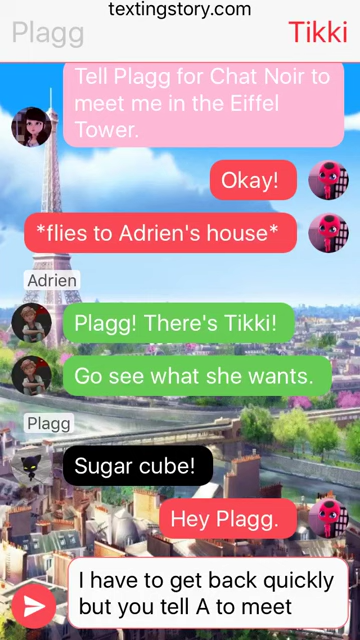 textingstory.com
Plagg
Tikki
Tell Plagg for Chat Noir to
meet me in the Eiffel
Tower.
Okay!
*flies to Adrien's house*
Adrien
Plagg! There's Tikki!
Go see what she wants.
Plagg
Sugar cube!
Hey Plagg.
I have to get back quickly
but you tell A to meet